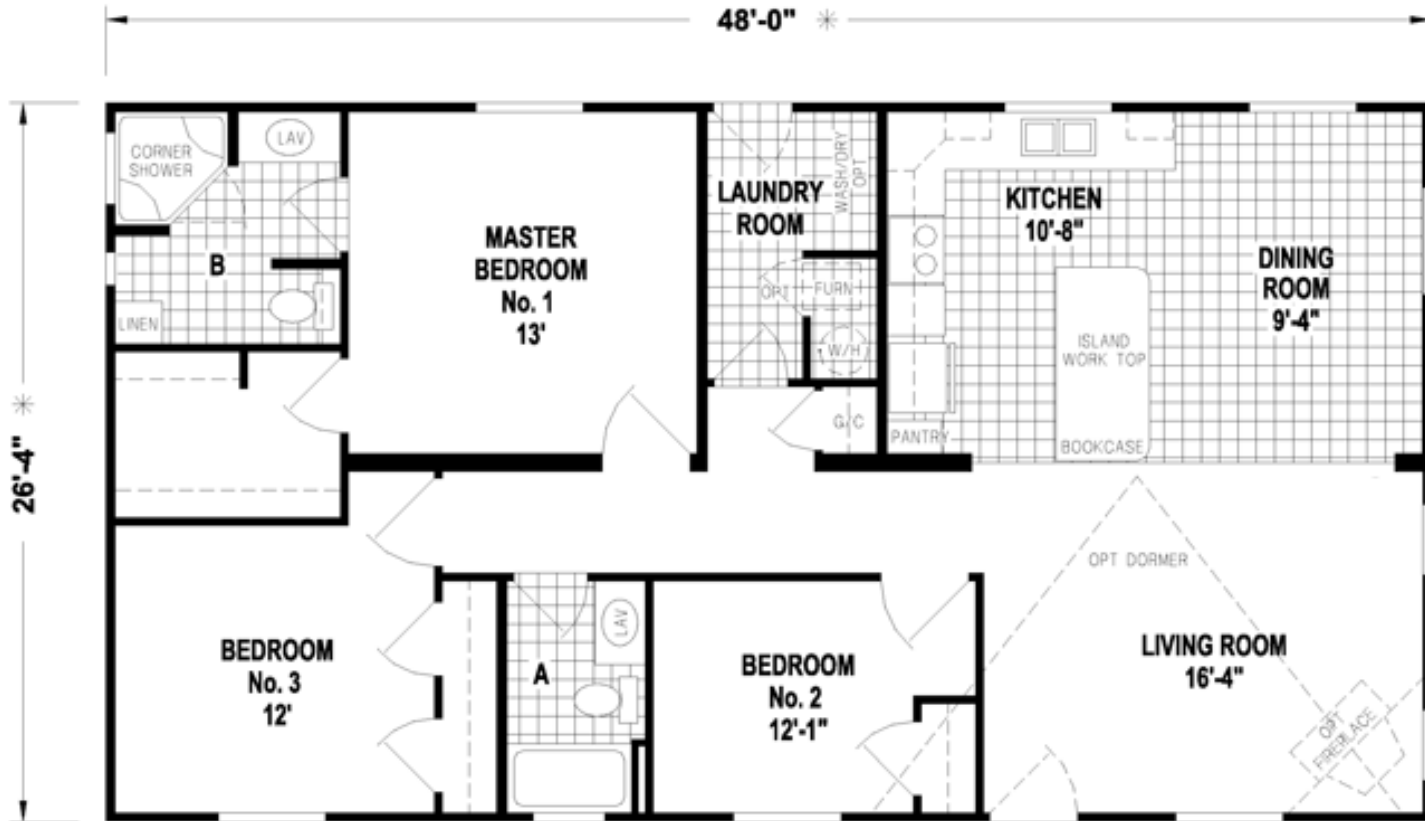 48'-0" ✳
26'-4" ✳
CORNER
SHOWER
LAV
B
LINEN
MASTER
BEDROOM
No. 1
13'
LAUNDRY
ROOM
WASH/DRY
OPT
OPT
FURN
W/H
G/C
KITCHEN
10'-8"
PANTRY
ISLAND
WORK TOP
BOOKCASE
DINING
ROOM
9'-4"
BEDROOM
No. 3
12'
A
LAV
BEDROOM
No. 2
12'-1"
OPT DORMER
LIVING ROOM
16'-4"
OPT
FIREPLACE